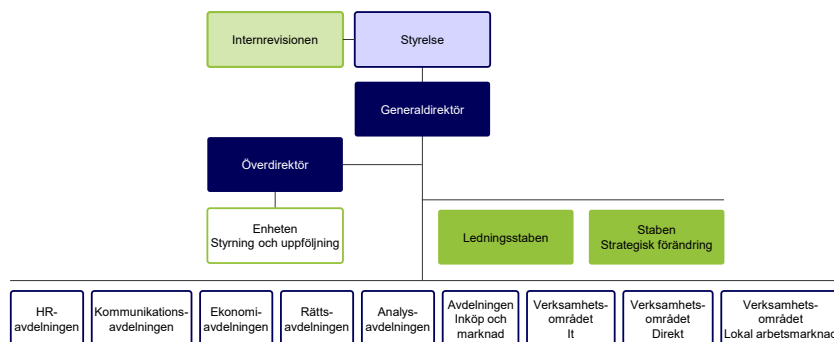 Internrevisionen
Styrelse
Generaldirektör
Överdirektör
Enheten
Styrning och uppföljning
Ledningsstaben
Staben
Strategisk förändring
HR-
avdelningen
Kommunikations-
avdelningen
Ekonomi-
avdelningen
Rätts-
avdelningen
Analys-
avdelningen
Avdelningen
Inköp och
marknad
Verksamhets-
området
It
Verksamhets-
området
Direkt
Verksamhets-
området
Lokal arbetsmarknad